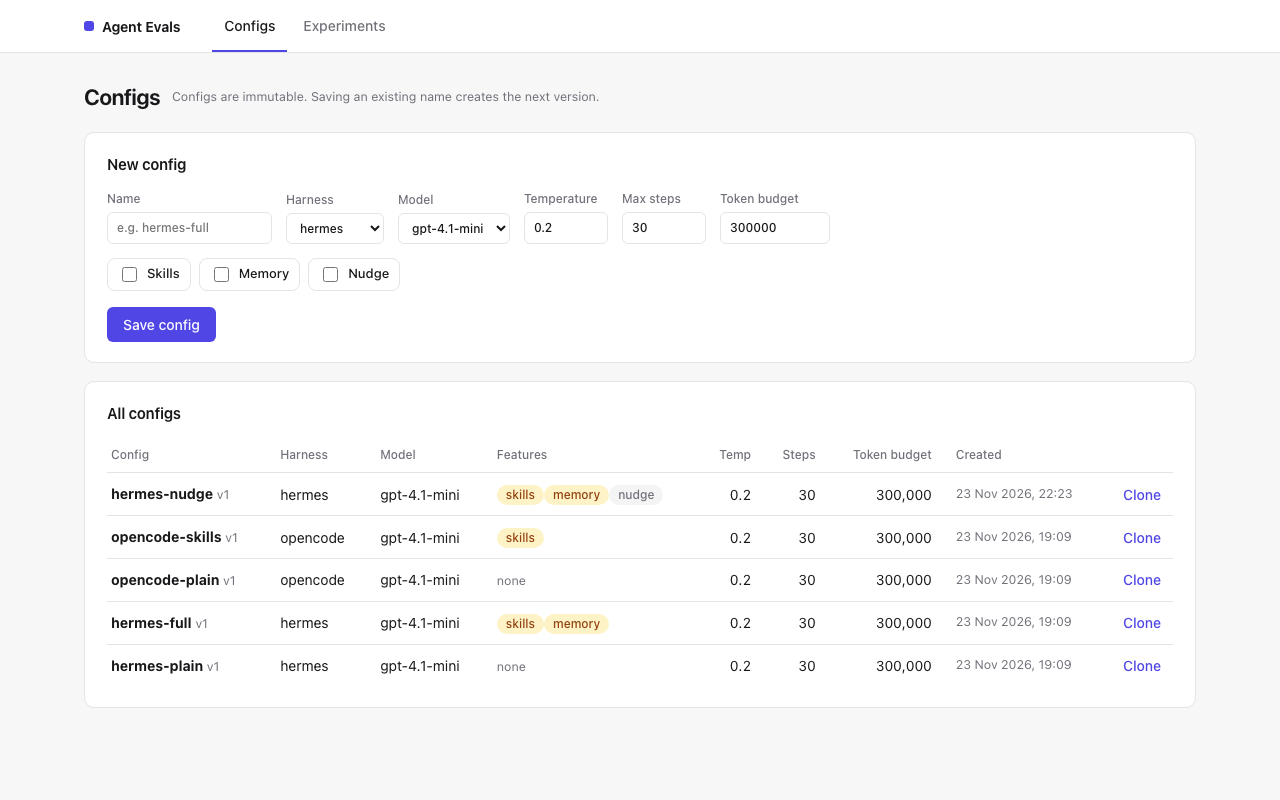 Agent Evals Configs Experiments
Configs Configs are immutable. Saving an existing name creates the next version.
New config
Name Harness Model Temperature Max steps Token budget
e.g. hermes-full hermes gpt-4.1-mini 0.2 30 300000
Skills Memory Nudge
Save config
All configs
Config Harness Model Features Temp Steps Token budget Created
hermes-nudge v1 hermes gpt-4.1-mini skills memory nudge 0.2 30 300,000 23 Nov 2026, 22:23 Clone
opencode-skills v1 opencode gpt-4.1-mini skills 0.2 30 300,000 23 Nov 2026, 19:09 Clone
opencode-plain v1 opencode gpt-4.1-mini none 0.2 30 300,000 23 Nov 2026, 19:09 Clone
hermes-full v1 hermes gpt-4.1-mini skills memory 0.2 30 300,000 23 Nov 2026, 19:09 Clone
hermes-plain v1 hermes gpt-4.1-mini none 0.2 30 300,000 23 Nov 2026, 19:09 Clone